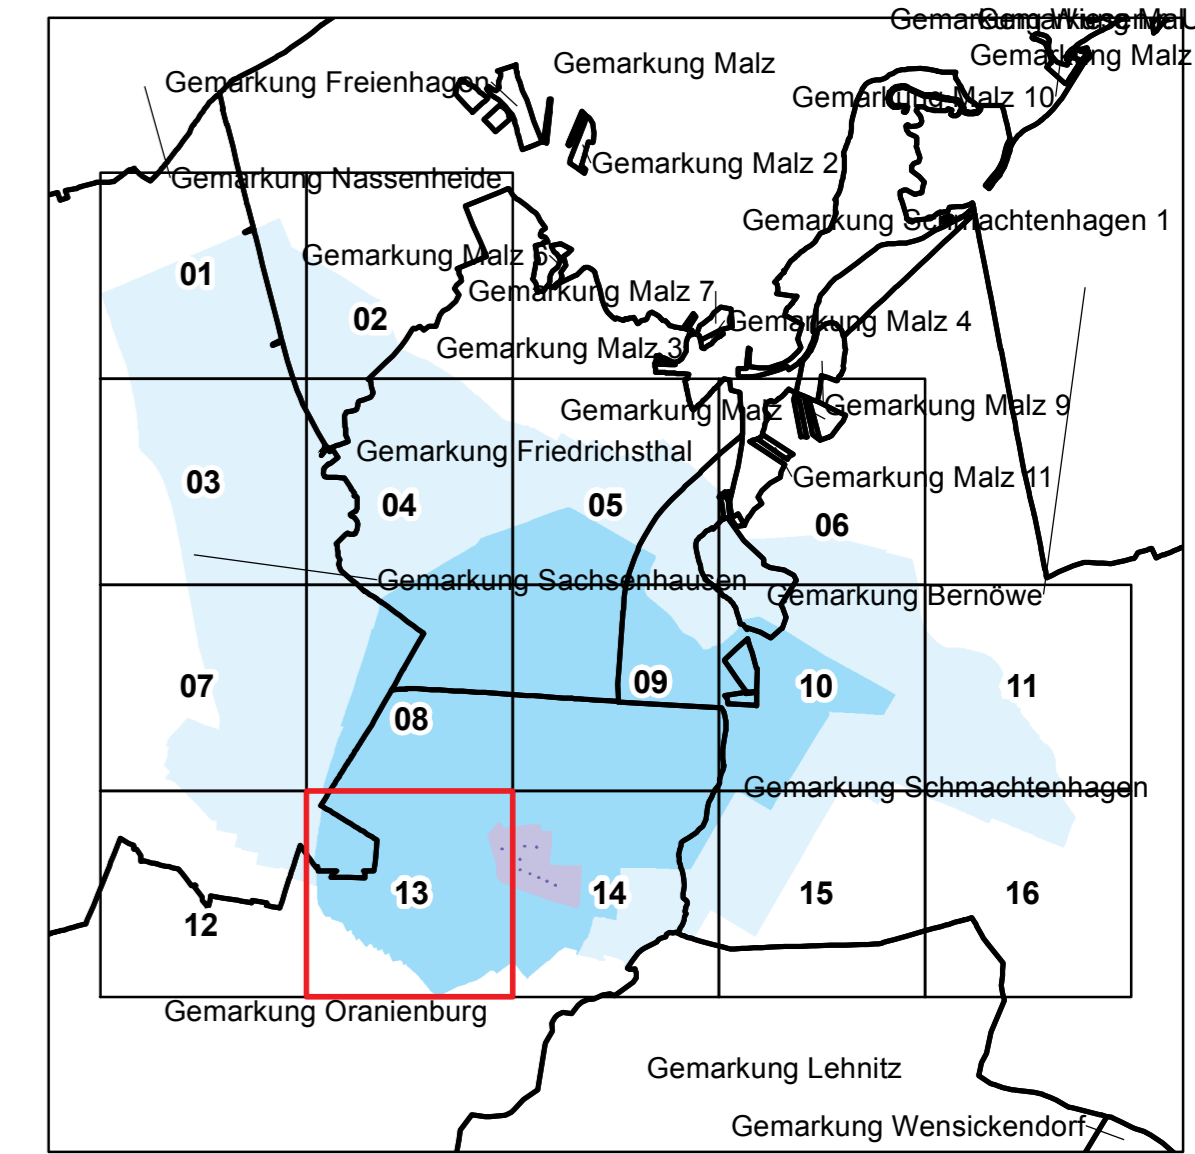 Gemarkung Malz
Gemarkung Malz
Gemarkung Freienhagen
Gemarkung Malz 10
Gemarkung Malz 2
Gemarkung Nassenheide
Gemarkung Schmachtenhagen 1
Gemarkung Malz
01
Gemarkung Malz 7
02
Gemarkung Malz 4
Gemarkung Malz 3
Gemarkung Malz
Gemarkung Malz 9
Gemarkung Friedrichsthal
03
Gemarkung Malz 11
04
05
06
Gemarkung Sachsenhausen
Gemarkung Bernöwe
07
09
10
11
08
Gemarkung Schmachtenhagen
13
14
15
16
12
Gemarkung Oranienburg
Gemarkung Lehnitz
Gemarkung Wensickendorf